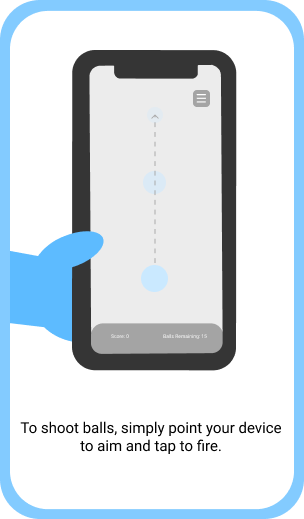 Score: 0 Balls Remaining: 15
To shoot balls, simply point your device
to aim and tap to fire.